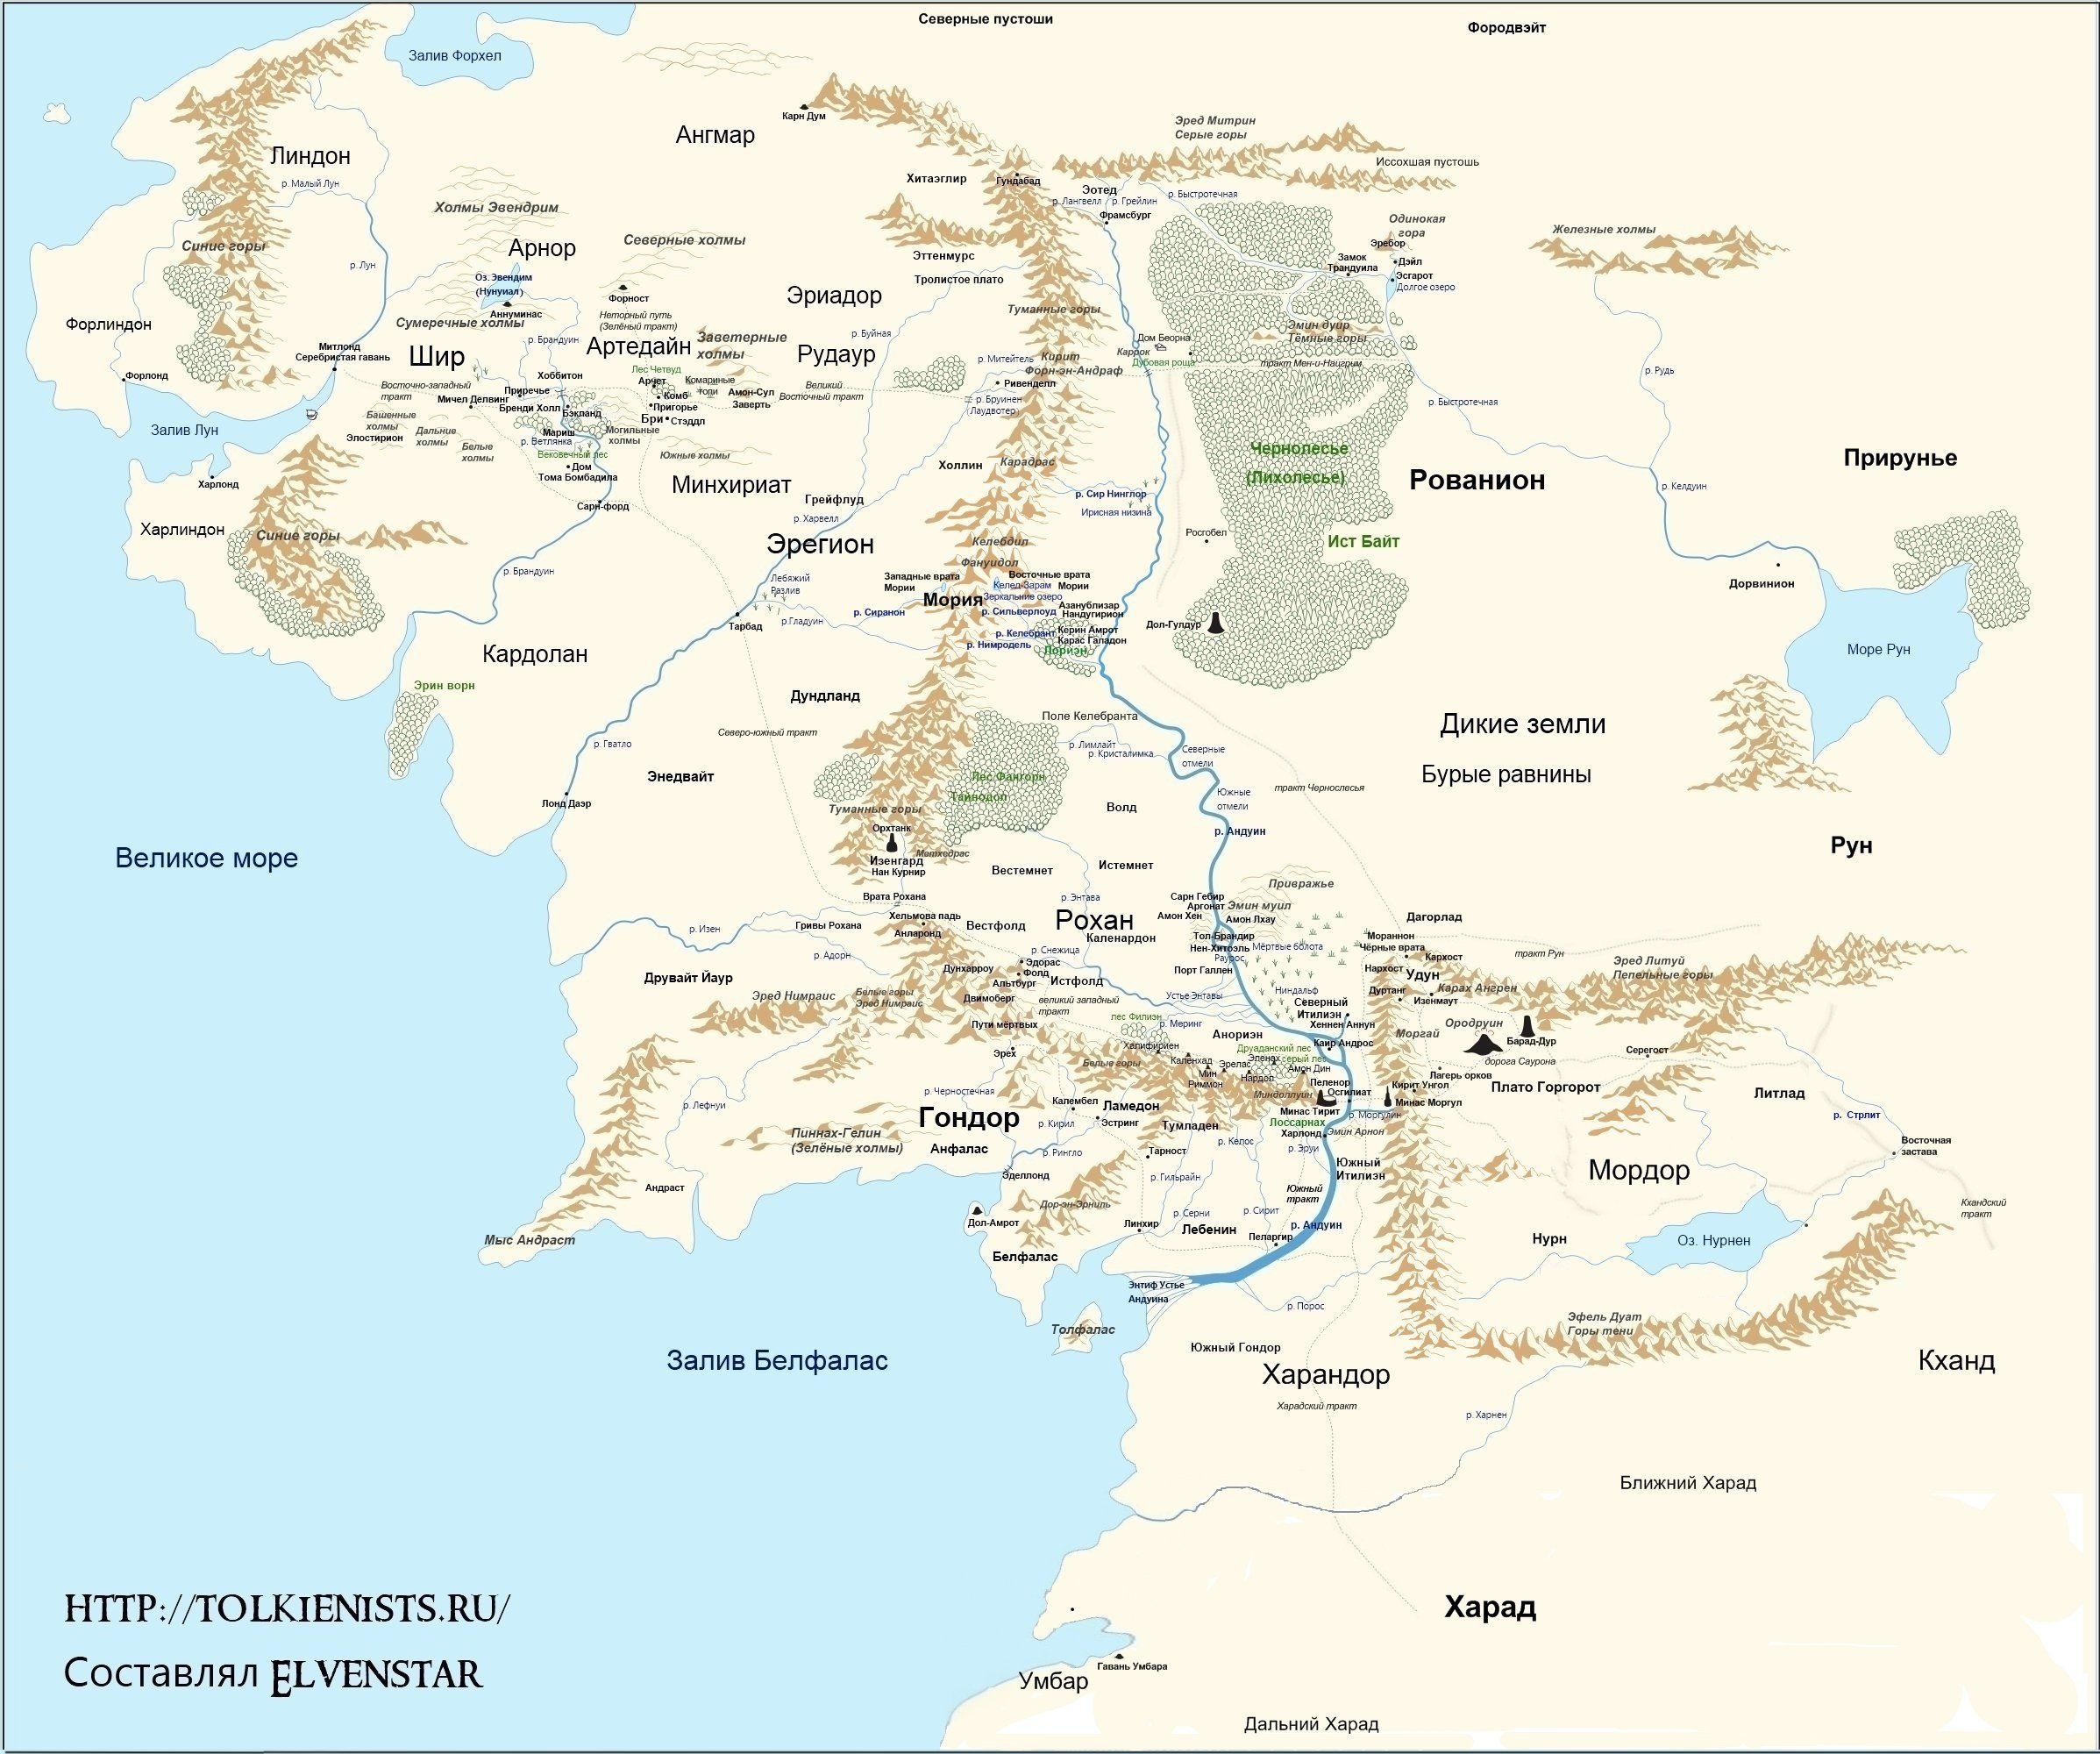 Северные пустоши
Фородвэйт
Залив Форхел
Карн Дум
Ангмар
Эред Митрин
Серые горы
Линдон
Иссохшая пустошь
р. Малый Лун
Хитаэглир
Гундабад
Эотед
р. Лангвелл
р. Грейлин
р. Быстротечная
Фрамсбург
Холмы Эвендрим
Одинокая
гора
Железные холмы
Синие горы
Арнор
Северные холмы
Эребор
Эттенмурс
Замок
Трандуила
Дэйл
р. Лун
Оз. Эвендим
(Нунуиал)
Тролистое плато
Эсгарот
Долгое озеро
Форност
Эриадор
Аннуминас
Туманные горы
Форлиндон
Сумеречные холмы
Неторный путь
(Зелёный тракт)
Эмин дуир
Тёмные горы
Заветерные
холмы
р. Буйная
Дом Беорна
р. Брандуин
Артедайн
Митлонд
Серебристая гавань
Шир
Рудаур
р. Митейтель
Кирит
Форн-эн-Андраф
Каррок
Дубовая роща
тракт Мен-и-Наугрим
Лес Четвуд
р. Рудь
Форлонд
Хоббитон
Арчет
Комариные
топи
Ривенделл
Восточно-западный
тракт
Великий
Восточный тракт
Приречье
Комб
Амон-Сул
Заверть
р. Бруинен
(Лаудвотер)
р. Быстротечная
Мичел Делвинг
Бренди Холл
Бэкланд
Пригорье
Бри
Стэддл
Залив Лун
Башенные
холмы
Элостирион
Дальние
холмы
Мариш
Могильные
холмы
р. Ветлянка
Белые
холмы
Вековечный лес
Южные холмы
Чернолесье
(Лихолесье)
Холлин
Карадрас
Прирунье
Дом
Тома Бомбадила
Харлонд
Минхириат
Рованион
р. Келдуин
р. Сир Нинглор
Ирисная низина
Грейфлуд
Сарн-форд
р. Харвелл
Харлиндон
Синие горы
Росгобел
Эрегион
Келебдил
Ист Байт
Фануидол
р. Брандуин
Лебяжий
Разлив
Западные врата
Мории
Восточные врата
Мории
Келед-Зарам
Зеркальние озеро
Дорвинион
Мория
р. Сиранон
р. Сильверлоуд
Азанублизар
Нандугирион
Тарбад
р.Гладуин
Дол-Гулдур
р. Келебрант
Керин Амрот
Карас Гападон
р. Нимродель
Лориэн
Море Рун
Кардолан
Эрин ворн
Дундланд
Поле Келебранта
Дикие земли
Северо-южный тракт
р. Гватло
р. Лимлайт
р. Кристалимка
Северные
отмели
Энедвайт
Лес Фангорн
Бурые равнины
Тайнодол
тракт Чернослесья
Южные
отмели
Лонд Даэр
Туманные горы
Волд
Орхтанк
р. Андуин
Рун
Великое море
Метхедрас
Изенгард
Нан Курнир
Вестемнет
Истемнет
Привражье
Врата Рохана
р. Энтава
Сарн Гебир
Аргонат
Эмин муил
Амон Хен
Амон Лхау
Хельмова падь
Рохан
Дагорлад
р. Изен
Гривы Рохана
Анларонд
Вестфолд
Каленардон
Тол-Брандир
Нен-Хитоэль
Раурос
Мёртвые болота
Мораннон
Чёрные врата
р. Адорн
р. Снежица
Кархост
тракт Рун
Эред Литуй
Пепельные горы
Друвайт Йаур
Дунхарроу
Эдорас
Фолд
Порт Галлен
Нархост
Удун
Альтбург
Истфолд
Карах Ангрен
Эред Нимраис
Белые горы
Эред Нимраис
Двимоберг
великий западный
тракт
Устье Энтавы
Ниндальф
Дуртанг
Изенмаут
Северный
Итилиэн
лес Филиэн
Пути мёртвых
р. Меринг
Хеннен Аннун
Ородруин
Анориэн
Моргай
Барад-Дур
Халифириен
Каир Андрос
Эрех
Белые горы
Друаданский лес
серый лес
Серегост
дорога Саурона
Каленхад
Эрелас
Эленах
Амон Дин
Мин
Риммон
Нардол
Лагерь орков
р. Черностечная
Пеленор
Кирит Унгол
Плато Горгорот
Миндоллуин
Осгилиат
Литлад
р. Лефнуи
Калембел
Ламедон
Минас Тирит
Минас Моргул
Гондор
р. Моргулин
р. Стрлит
р. Кирил
Эстринг
Тумладен
Лоссарнах
Пиннах-Гелин
(Зелёные холмы)
Харлонд
Эмин Арнон
Анфалас
р. Келос
р. Эруи
Восточная
застава
р. Рингло
Тарност
Эделлонд
Южный
Итилиэн
Мордор
Андраст
р. Гильрайн
Южный
тракт
Дор-эн-Эрниль
Кхандский
тракт
Дол-Амрот
р. Серни
р. Сирит
Мыс Андраст
Линхир
Лебенин
р. Андуин
Пеларгир
Нурн
Оз. Нурнен
Белфалас
Энтиф Устье
Андуина
р. Порос
Толфалас
Эфель Дуат
Горы тени
Южный Гондор
Залив Белфалас
Харандор
Кханд
Харадский тракт
р. Харнен
Ближний Харад
HTTP://TOLKIENISTS.RU/
Харад
Составлял ELVENSTAR
Гавань Умбара
Умбар
Дальний Харад